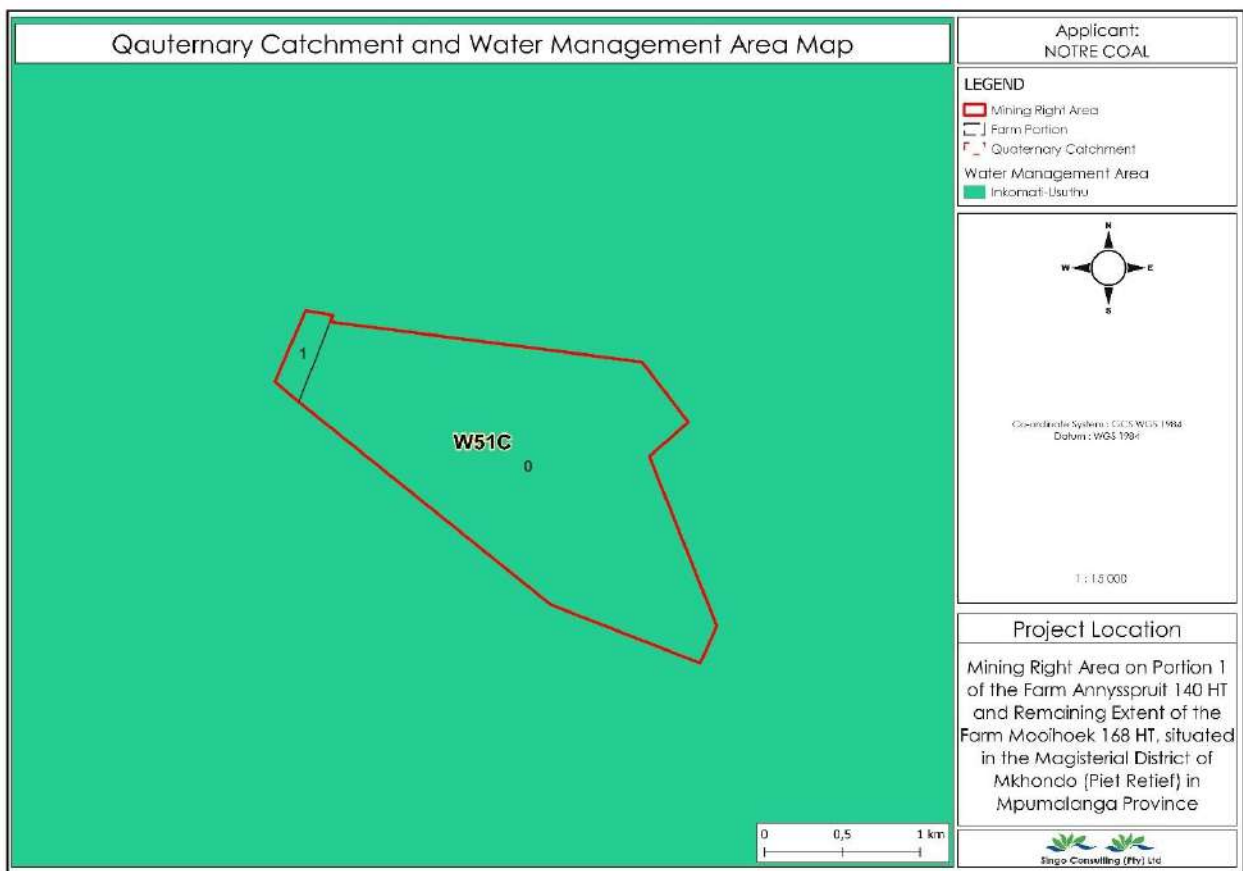 Qauternary Catchment and Water Management Area Map
1
W51C
0
0 0,5 1 km
Applicant:
NOTRE COAL
LEGEND
Mining Right Area
Farm Portion
Quaternary Catchment
Water Management Area
Inkomati-Usuthu
N
W E
S
Co-ordinate System : GCS WGS 1984
Datum : WGS 1984
1 : 15 000
Project Location
Mining Right Area on Portion 1
of the Farm Annysspruit 140 HT
and Remaining Extent of the
Farm Mooihoek 168 HT, situated
in the Magisterial District of
Mkhondo (Piet Retief) in
Mpumalanga Province
Singo Consulting (Pty) Ltd